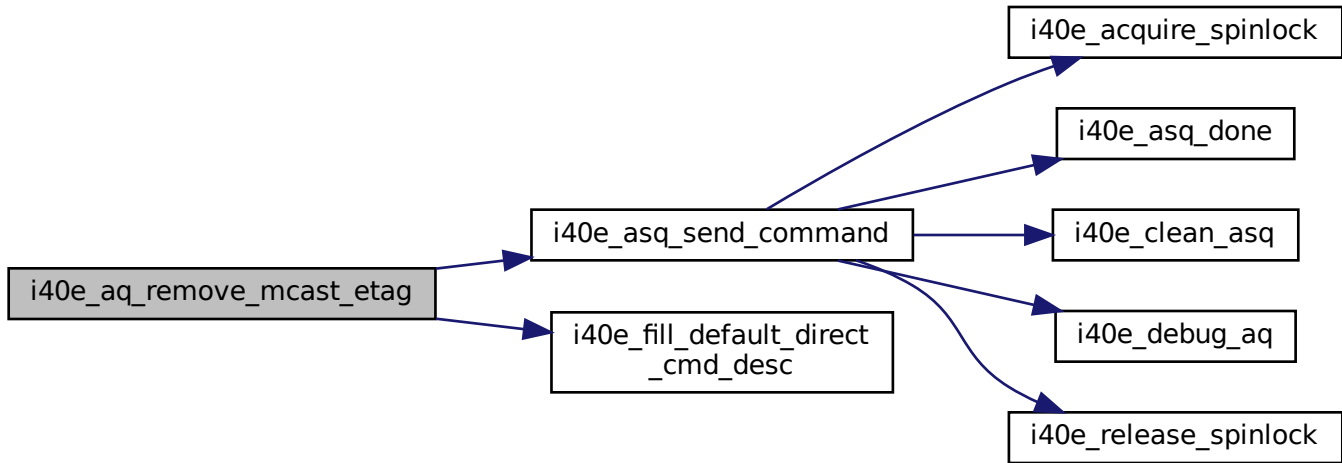 i40e_acquire_spinlock
i40e_asq_done
i40e_asq_send_command
i40e_clean_asq
i40e_aq_remove_mcast_etag
i40e_debug_aq
i40e_fill_default_direct
_cmd_desc
i40e_release_spinlock